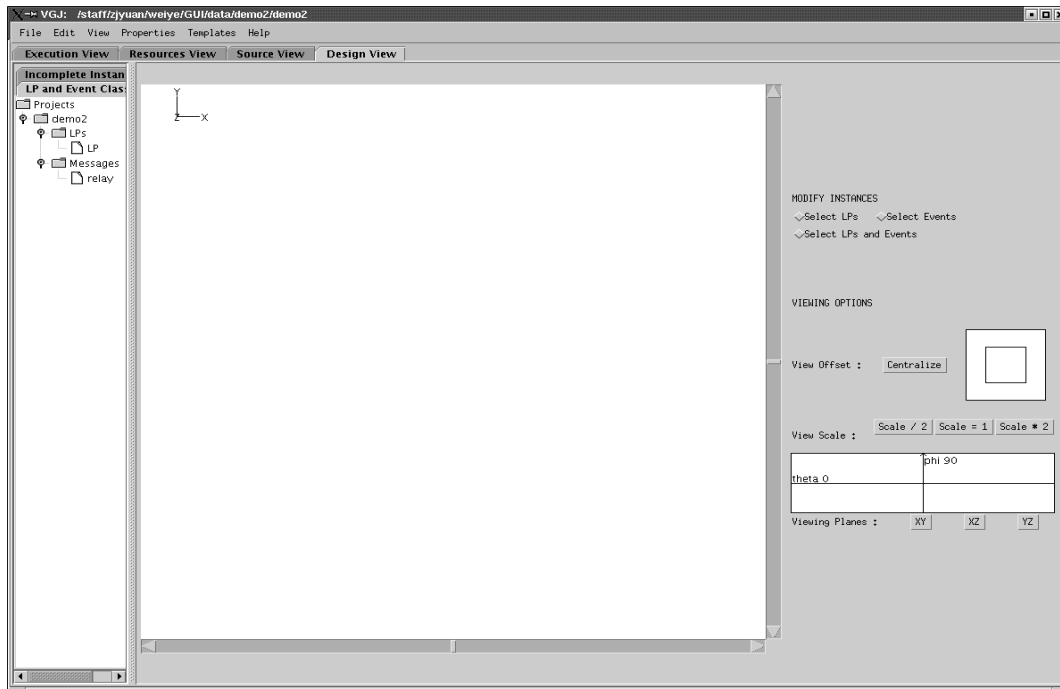 VGJ: /staff/zjyuan/weiye/GUI/data/demo2/demo2
File Edit View Properties Templates Help
Execution View Resources View Source View Design View
Incomplete Instan
LP and Event Clas
Projects
demo2
LPs
LP
Messages
relay
Y
Z X
MODIFY INSTANCES
Select LPs Select Events
Select LPs and Events
VIEWING OPTIONS
View Offset : Centralize
View Scale : Scale / 2 Scale = 1 Scale * 2
phi 90
theta 0
Viewing Planes : XY XZ YZ